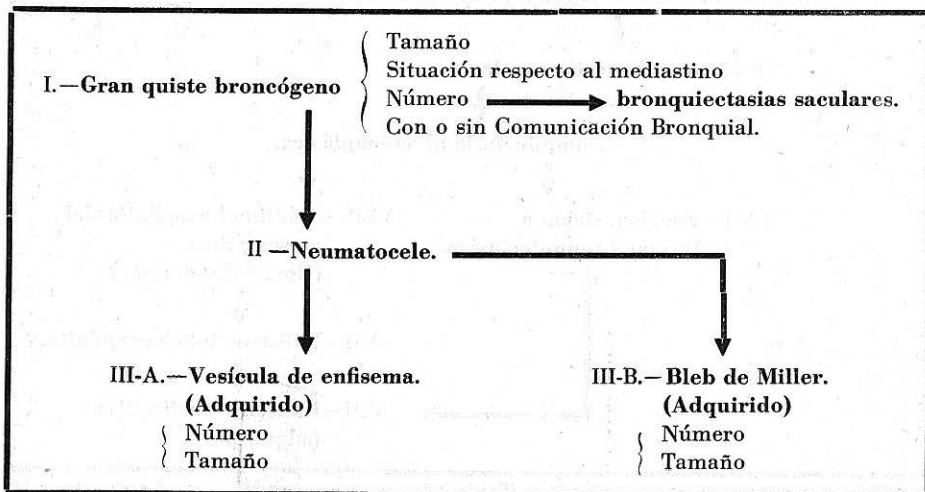 I.—Gran quiste broncógeno
Tamaño
Situación respecto al mediastino
Número bronquiectasias saculares.
Con o sin Comunicación Bronquial.
II—Neumatocele.
III-A.—Vesícula de enfisema.
(Adquirido)
Número
Tamaño
III-B.—Bleb de Miller.
(Adquirido)
Número
Tamaño